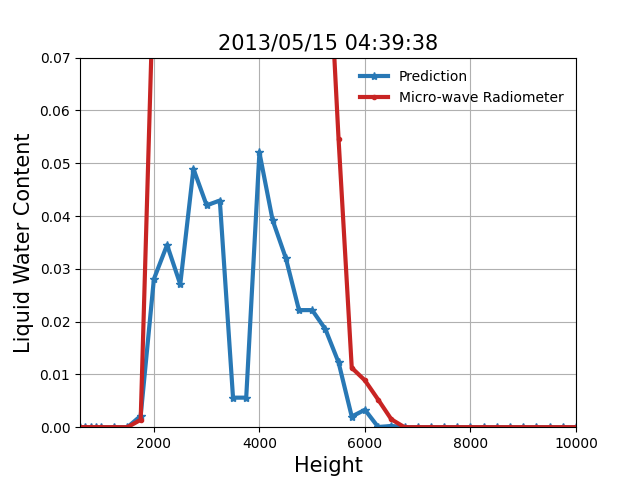 2013/05/15 04:39:38
Prediction
Micro-wave Radiometer
Liquid Water Content
0.07
0.06
0.05
0.04
0.03
0.02
0.01
0.00
2000 4000 6000 8000 10000
Height